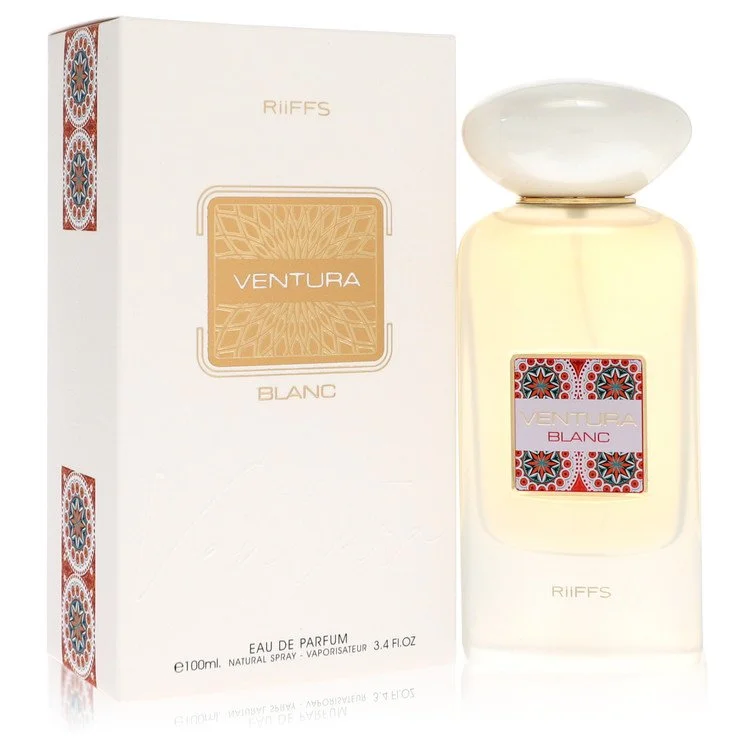 RiiFFS
VENTURA
BLANC
EAU DE PARFUM
e100ml. NATURAL SPRAY - VAPORISATEUR 3.4 Fl.OZ
VENTURA
BLANC
RiiFFS